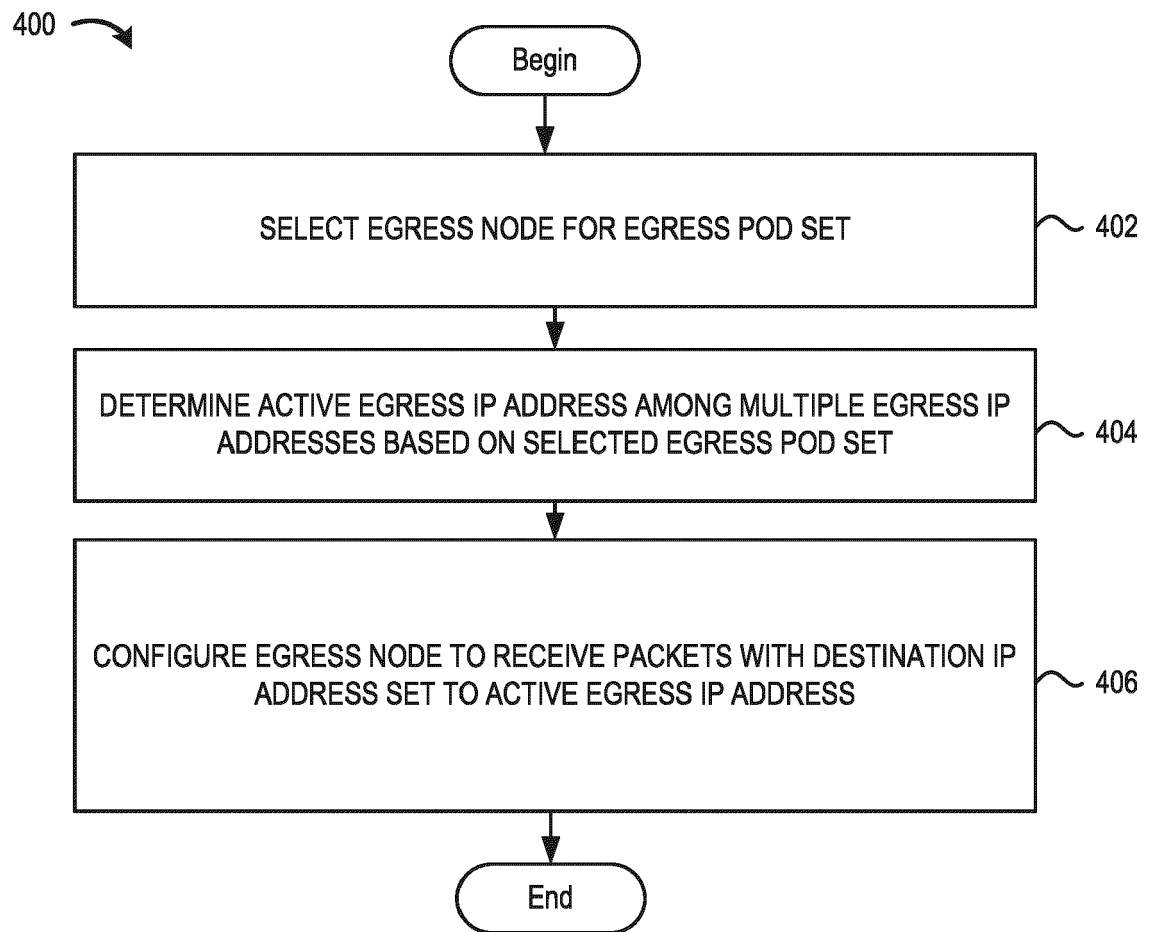 400
Begin
SELECT EGRESS NODE FOR EGRESS POD SET
402
DETERMINE ACTIVE EGRESS IP ADDRESS AMONG MULTIPLE EGRESS IP
ADDRESSES BASED ON SELECTED EGRESS POD SET
404
CONFIGURE EGRESS NODE TO RECEIVE PACKETS WITH DESTINATION IP
ADDRESS SET TO ACTIVE EGRESS IP ADDRESS
406
End